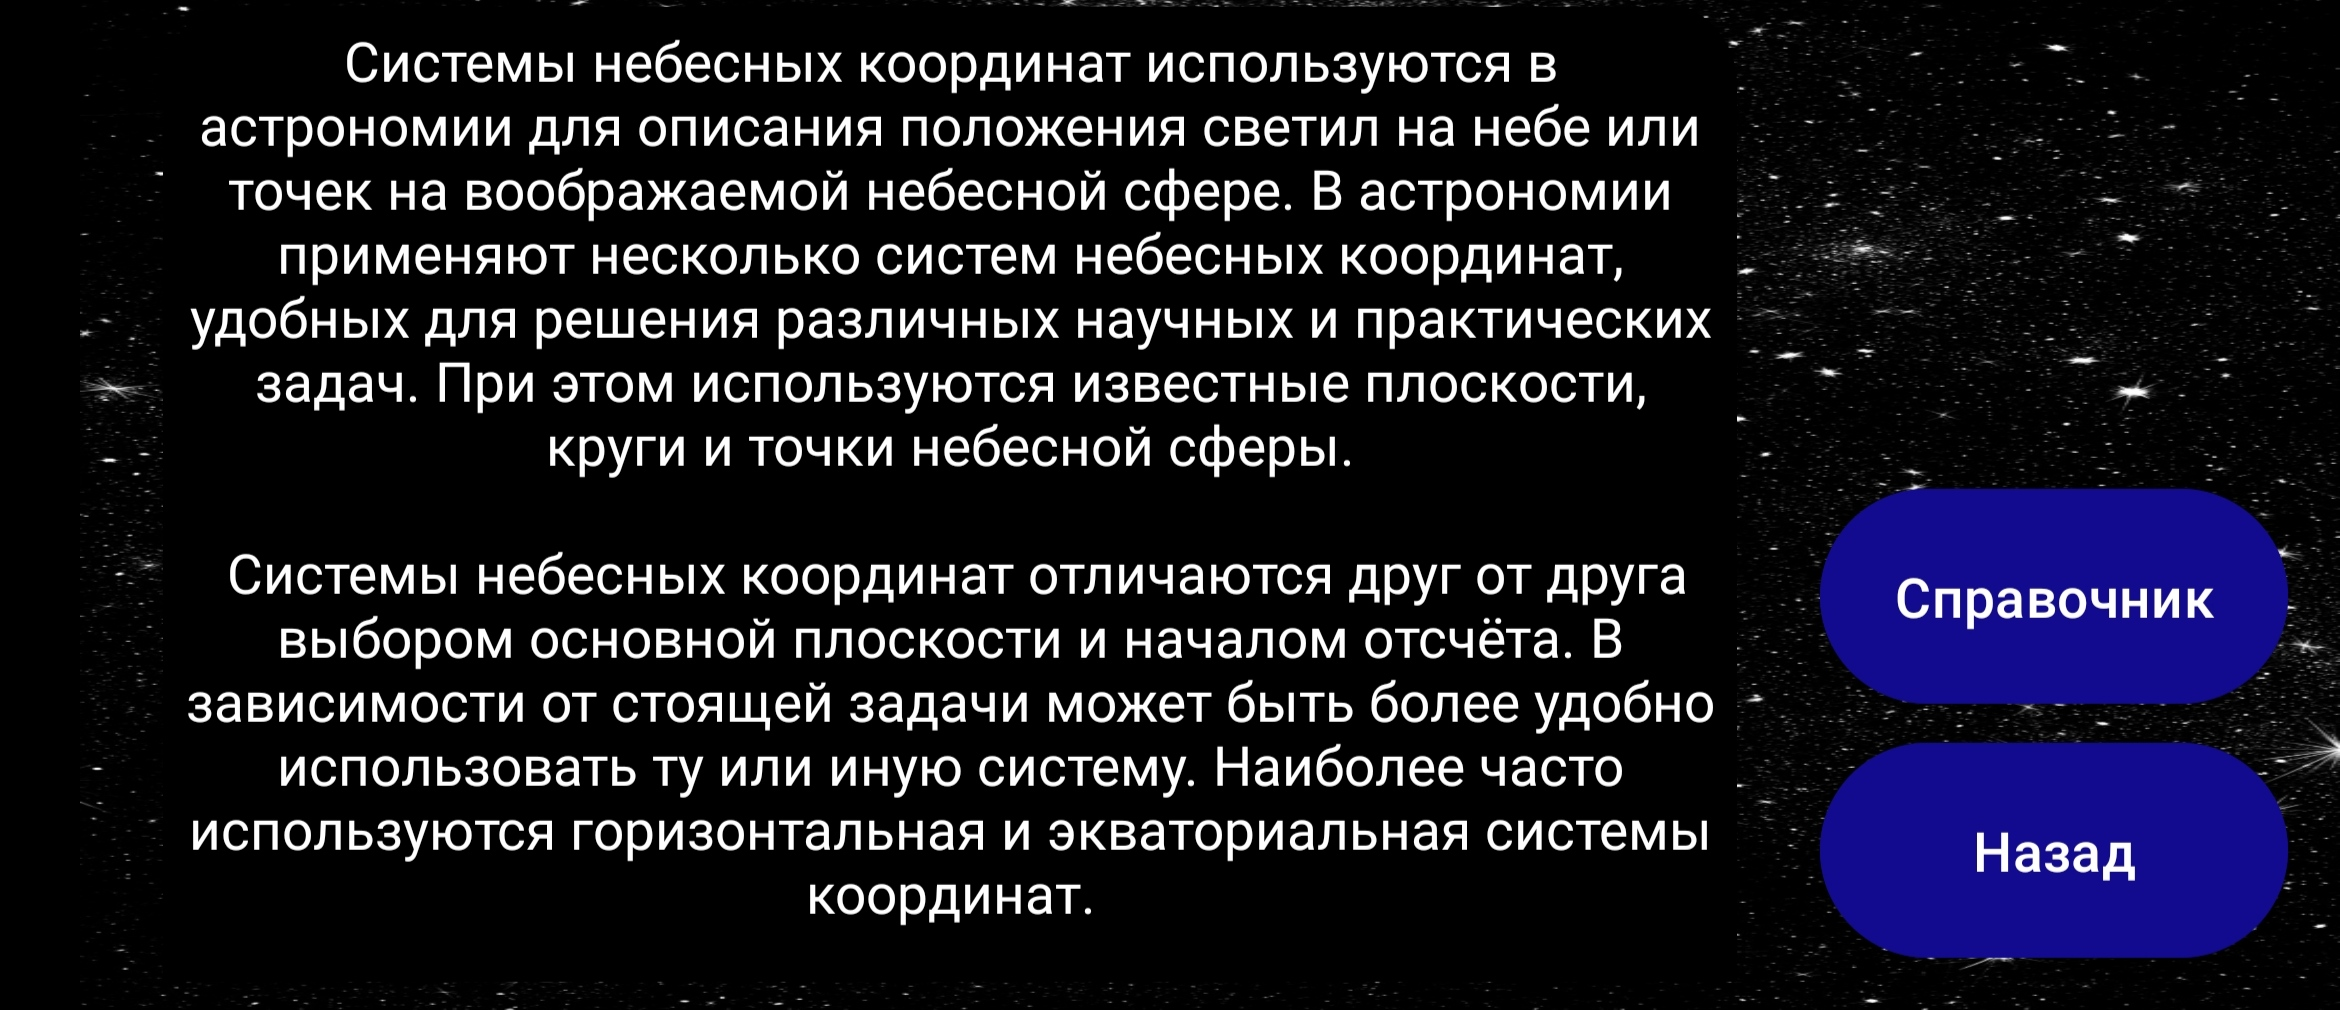 Системы небесных координат используются в
астрономии для описания положения светил на небе или
точек на воображаемой небесной сфере. В астрономии
применяют несколько систем небесных координат,
удобных для решения различных научных и практических
задач. При этом используются известные плоскости,
круги и точки небесной сферы.
Системы небесных координат отличаются друг от друга
выбором основной плоскости и началом отсчёта. В
зависимости от стоящей задачи может быть более удобно
использовать ту или иную систему. Наиболее часто
используются горизонтальная и экваториальная системы
координат.
Справочник
Назад